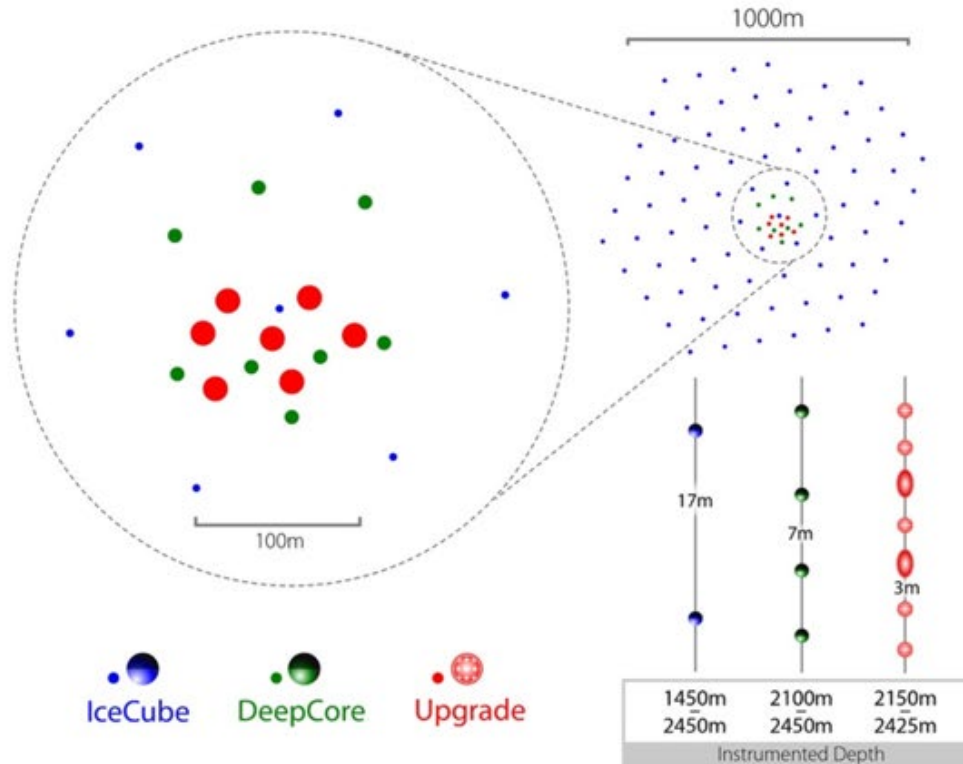 1000m
100m
17m
7m
3m
IceCube
DeepCore
Upgrade
1450m
–
2450m
2100m
–
2450m
2150m
–
2425m
Instrumented Depth